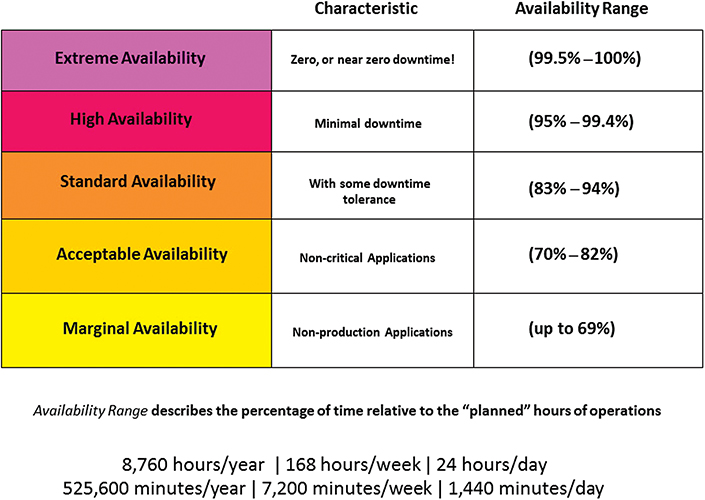 Characteristic Availability Range
Extreme Availability Zero, or near zero downtime! (99.5% – 100%)
High Availability Minimal downtime (95% – 99.4%)
Standard Availability With some downtime (83% – 94%)
tolerance
Acceptable Availability Non-critical Applications (70% – 82%)
Marginal Availability Non-production Applications (up to 69%)
Availability Range describes the percentage of time relative to the “planned” hours of operations
8,760 hours/year | 168 hours/week | 24 hours/day
525,600 minutes/year | 7,200 minutes/week | 1,440 minutes/day